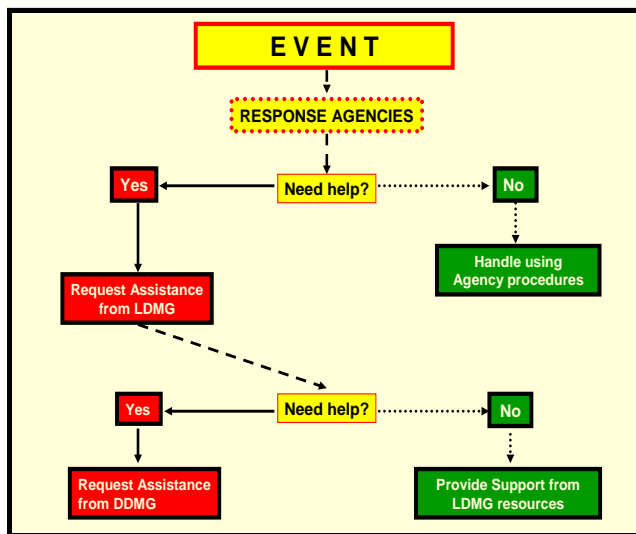 E V E N T
RESPONSE AGENCIES
Need help?
Yes
No
Handle using
Agency procedures
Request Assistance
from LDMG
Need help?
Yes
No
Request Assistance
from DDMG
Provide Support from
LDMG resources